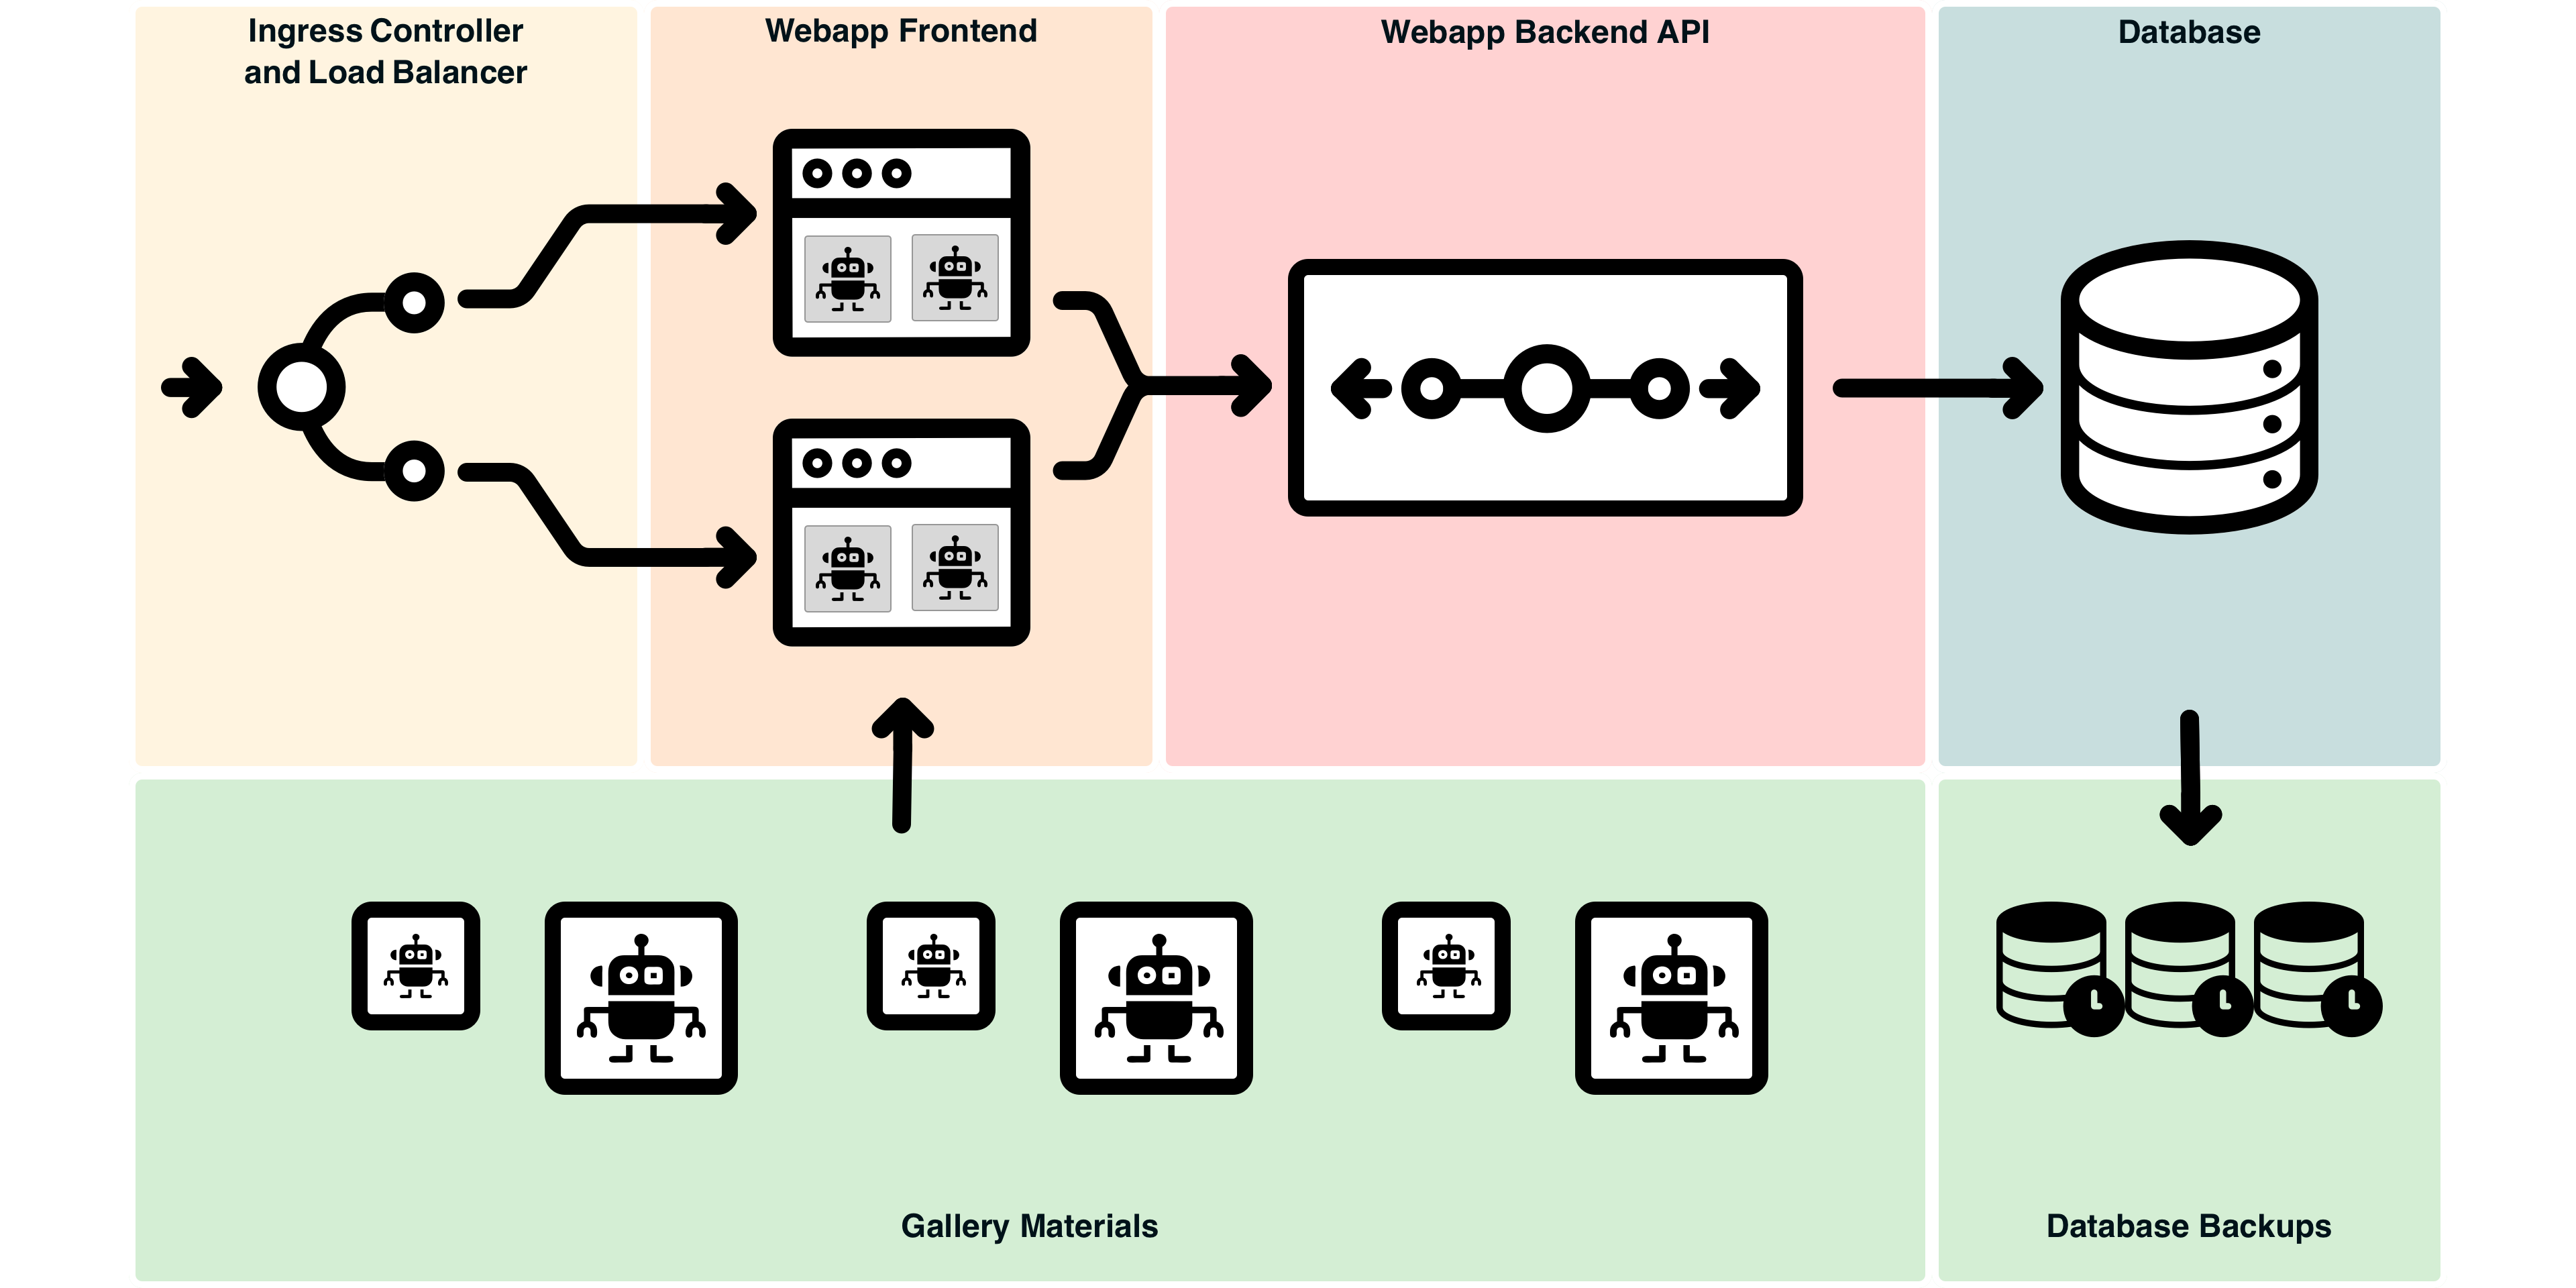 Ingress Controller
and Load Balancer
Webapp Frontend
Webapp Backend API
Database
Gallery Materials
Database Backups